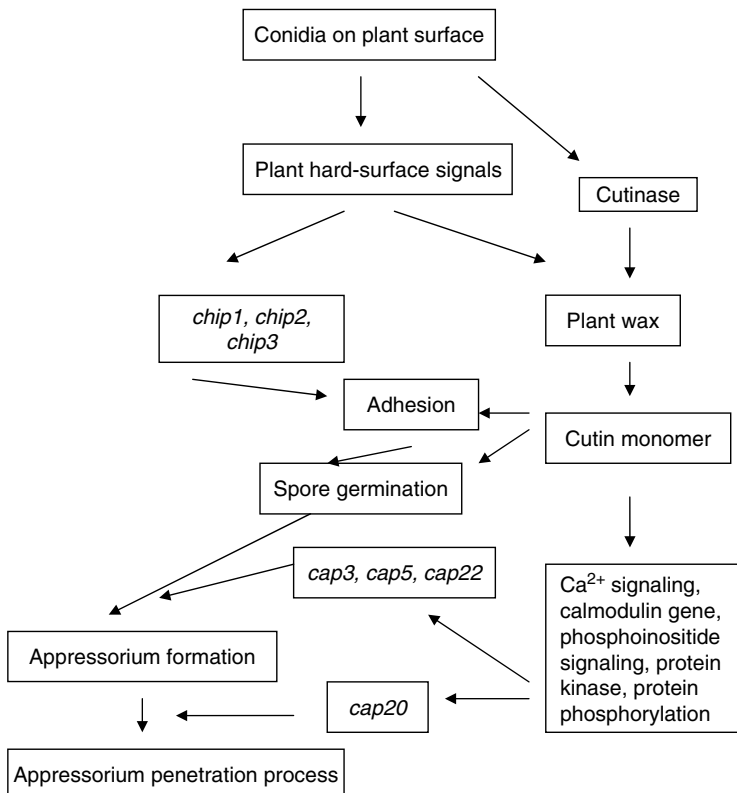 Conidia on plant surface
Plant hard-surface signals
Cutinase
chip1, chip2,
chip3
Plant wax
Adhesion
Cutin monomer
Spore germination
cap3, cap5, cap22
Ca²⁺ signaling,
calmodulin gene,
phosphoinositide
signaling, protein
kinase, protein
phosphorylation
Appressorium formation
cap20
Appressorium penetration process